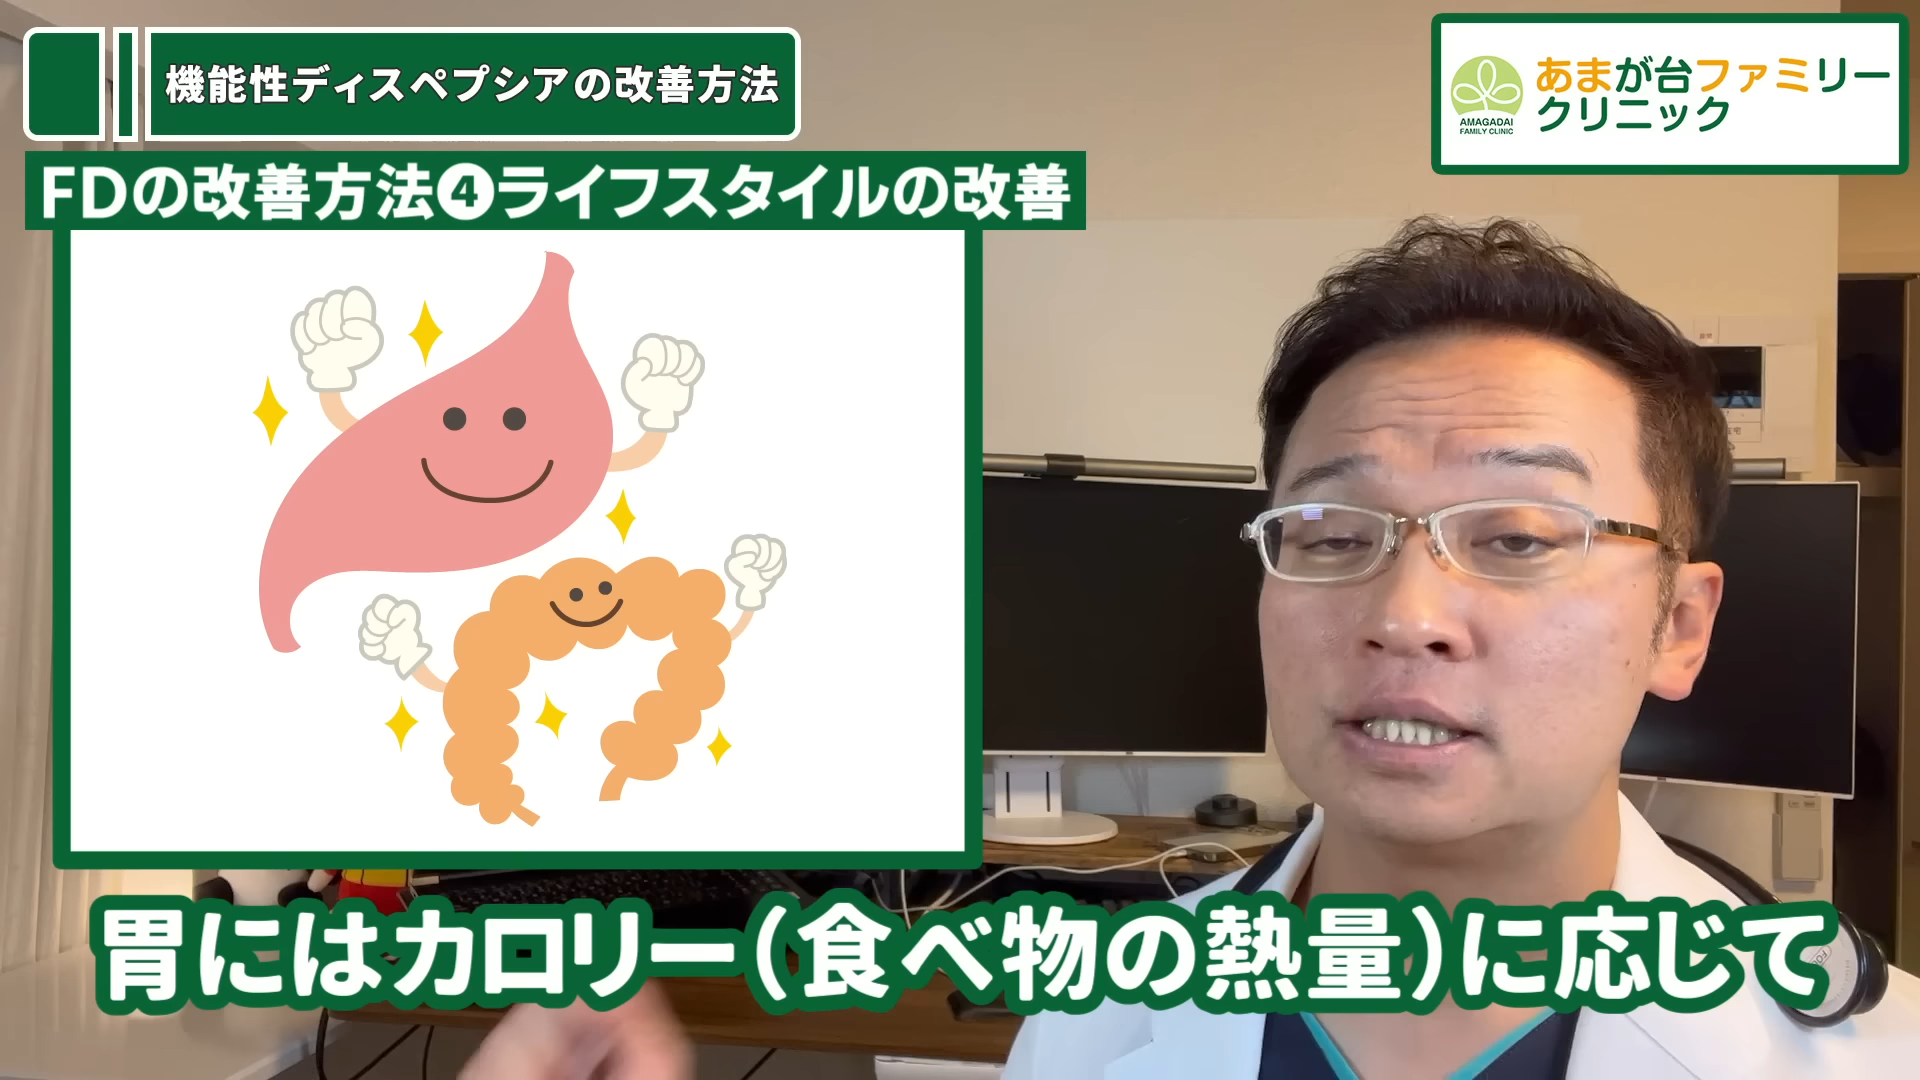 機能性ディスペプシアの改善方法
あまが台ファミリー
クリニック
AMAGADAI
FAMILY CLINIC
FDの改善方法❹ライフスタイルの改善
胃にはカロリー(食べ物の熱量)に応じて